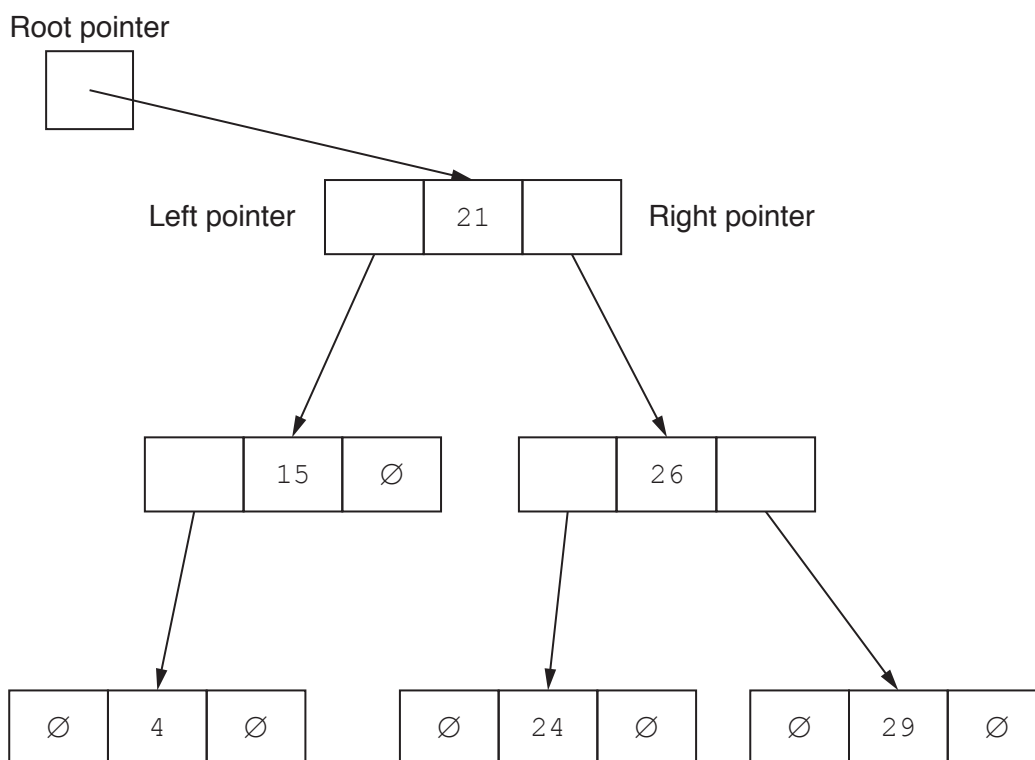 Root pointer
Left pointer 21 Right pointer
15 ∅ 26
∅ 4 ∅ ∅ 24 ∅ ∅ 29 ∅